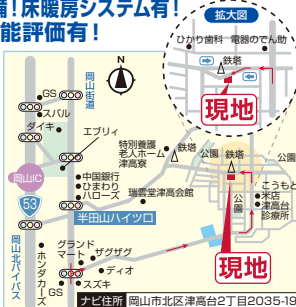 備！床暖房システム有！
能評価有！
拡大図
ひかり歯科 電器のでん助
鉄塔
現地
N
岡山街道
GS
スバル
ダイキ
エブリィ
岡山IC
中国銀行
ひまわり
ハローズ
特別養護
老人ホーム
津高寮
鉄塔
公園
鉄塔
公園
瑞雲堂津高会館
こうもと
米店
津高台
診療所
公園
53
半田山ハイツ口
岡山北バイパス
グランド
マート
ザグザグ
ディオ
ホンダカーズ
GS
スズキ
現地
ナビ住所 岡山市北区津高台2丁目2035-19